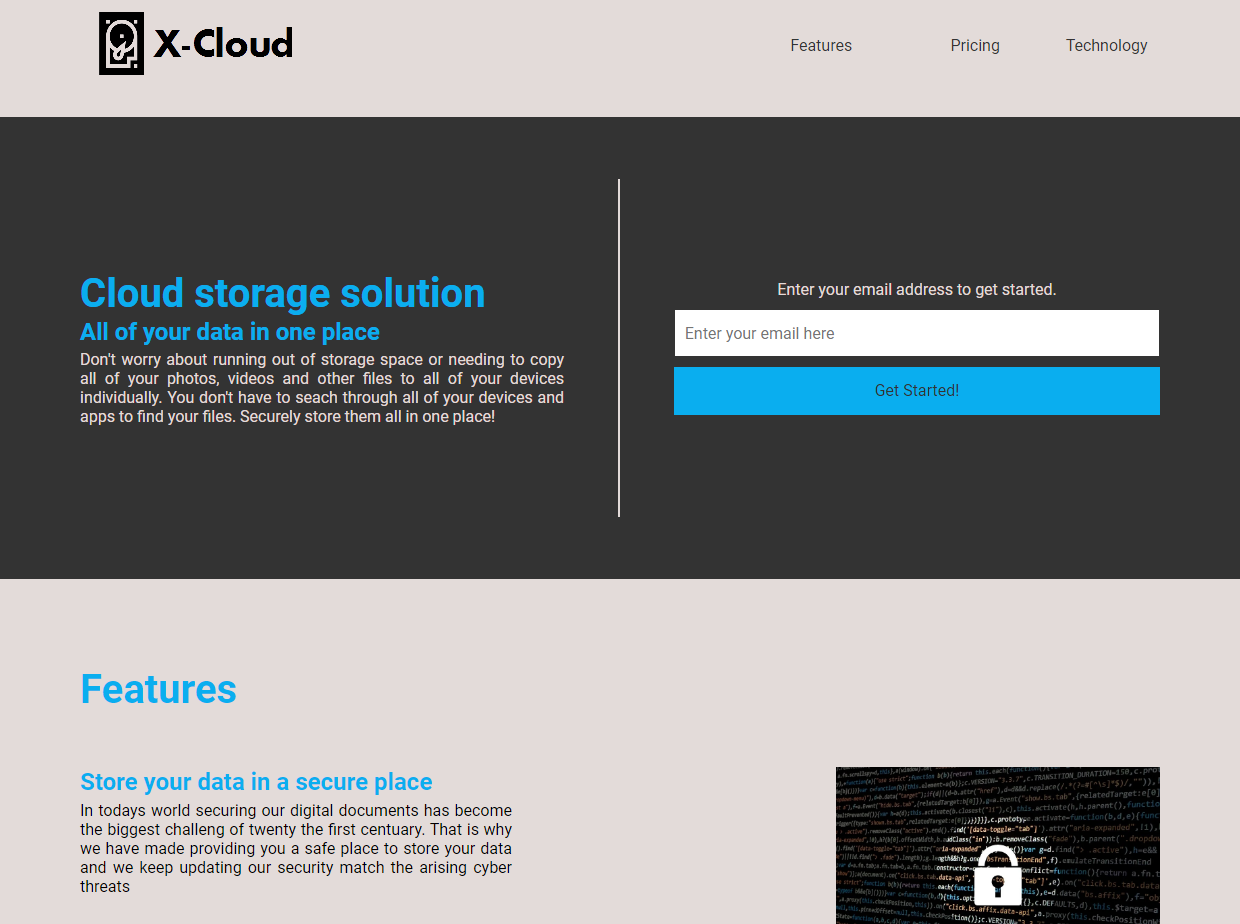 X-Cloud
Features
Pricing
Technology
Cloud storage solution
All of your data in one place
Don't worry about running out of storage space or needing to copy
all of your photos, videos and other files to all of your devices
individually. You don't have to seach through all of your devices and
apps to find your files. Securely store them all in one place!
Enter your email address to get started.
Enter your email here
Get Started!
Features
Store your data in a secure place
In todays world securing our digital documents has become
the biggest challeng of twenty the first centuary. That is why
we have made providing you a safe place to store your data
and we keep updating our security match the arising cyber
threats